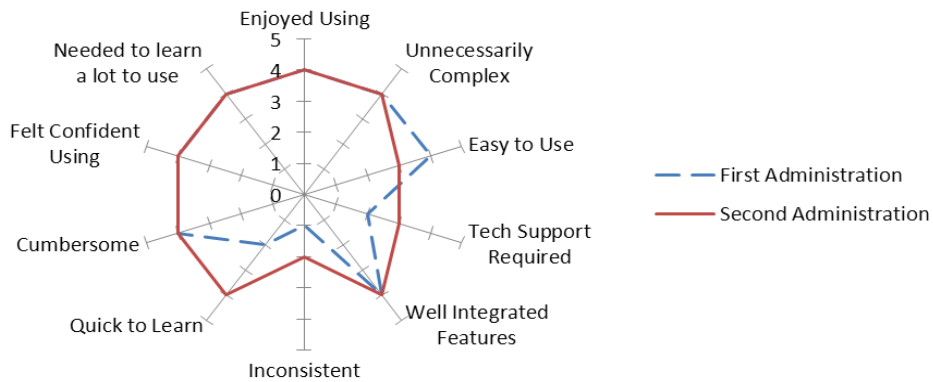 Enjoyed Using
Needed to learn
a lot to use
Unnecessarily
Complex
5
4
3
2
1
0
Felt Confident
Using
Easy to Use
First Administration
Second Administration
Cumbersome
Tech Support
Required
Quick to Learn
Well Integrated
Features
Inconsistent